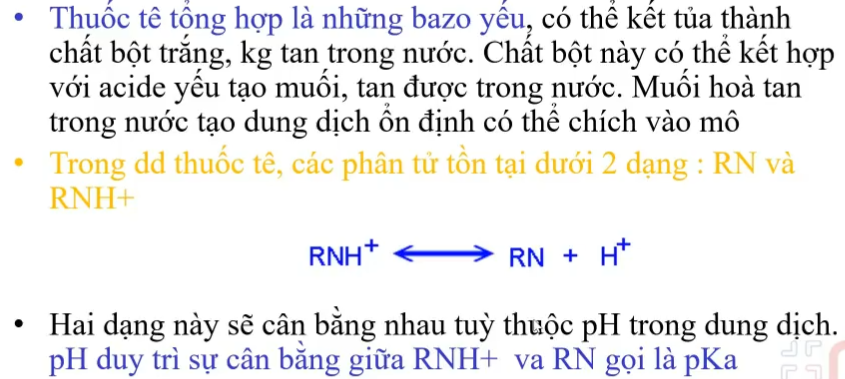 • Thuốc tê tổng hợp là những bazo yếu, có thể kết tủa thành
chất bột trắng, kg tan trong nước. Chất bột này có thể kết hợp
với acide yếu tạo muối, tan được trong nước. Muối hoà tan
trong nước tạo dung dịch ổn định có thể chích vào mô
• Trong dd thuốc tê, các phân tử tồn tại dưới 2 dạng : RN và
RNH+
RNH⁺ ⟷ RN + H⁺
• Hai dạng này sẽ cân bằng nhau tuỳ thuộc pH trong dung dịch.
pH duy trì sự cân bằng giữa RNH+ va RN gọi là pKa